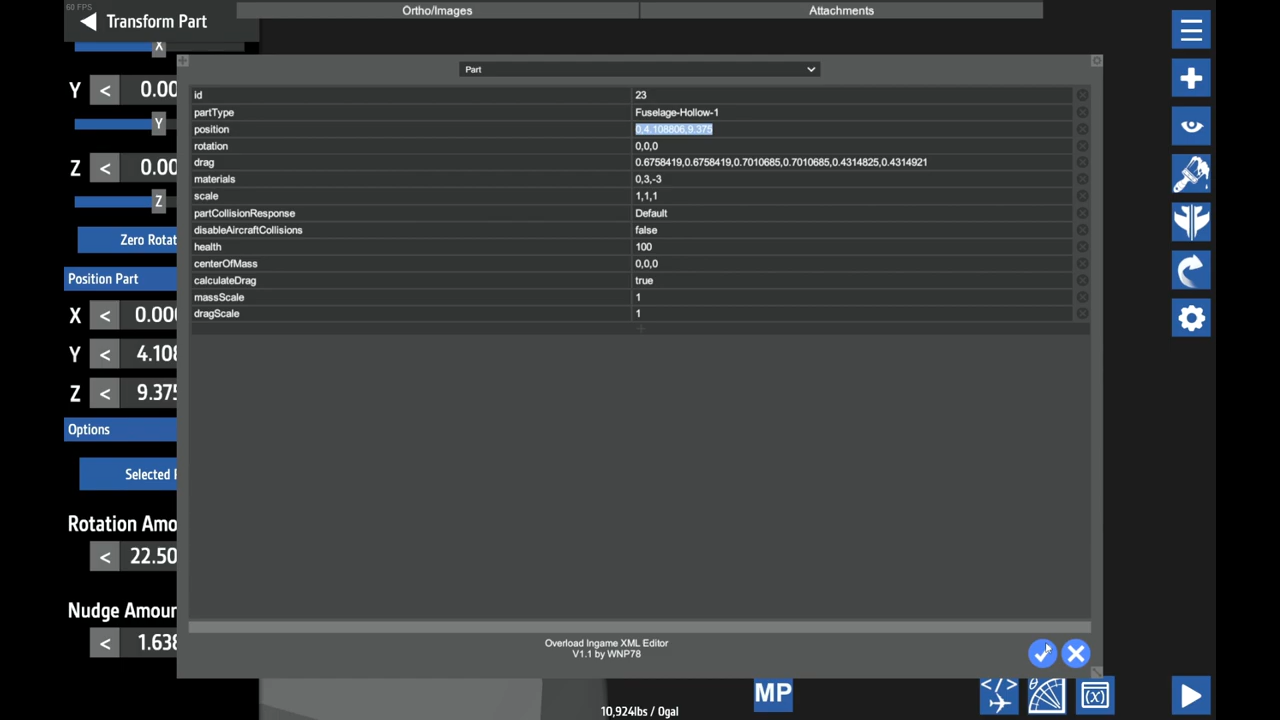 60 FPS
Transform Part
Ortho/Images
Attachments
X
Y < 0.00
Y
Z < 0.00
Z
Zero Rotat
Position Part
X < 0.000
Y < 4.108
Z < 9.375
Options
Selected
Rotation Amo
< 22.50
Nudge Amoun
< 1.638
Part
id 23
partType Fuselage-Hollow-1
position 0,4.108806,9.375
rotation 0,0,0
drag 0.6758419,0.6758419,0.7010685,0.7010685,0.4314825,0.4314921
materials 0,3,-3
scale 1,1,1
partCollisionResponse Default
disableAircraftCollisions false
health 100
centerOfMass 0,0,0
calculateDrag true
massScale 1
dragScale 1
+
Overload Ingame XML Editor
V1.1 by WNP78
MP
</>
(x)
10,924lbs / 0gal